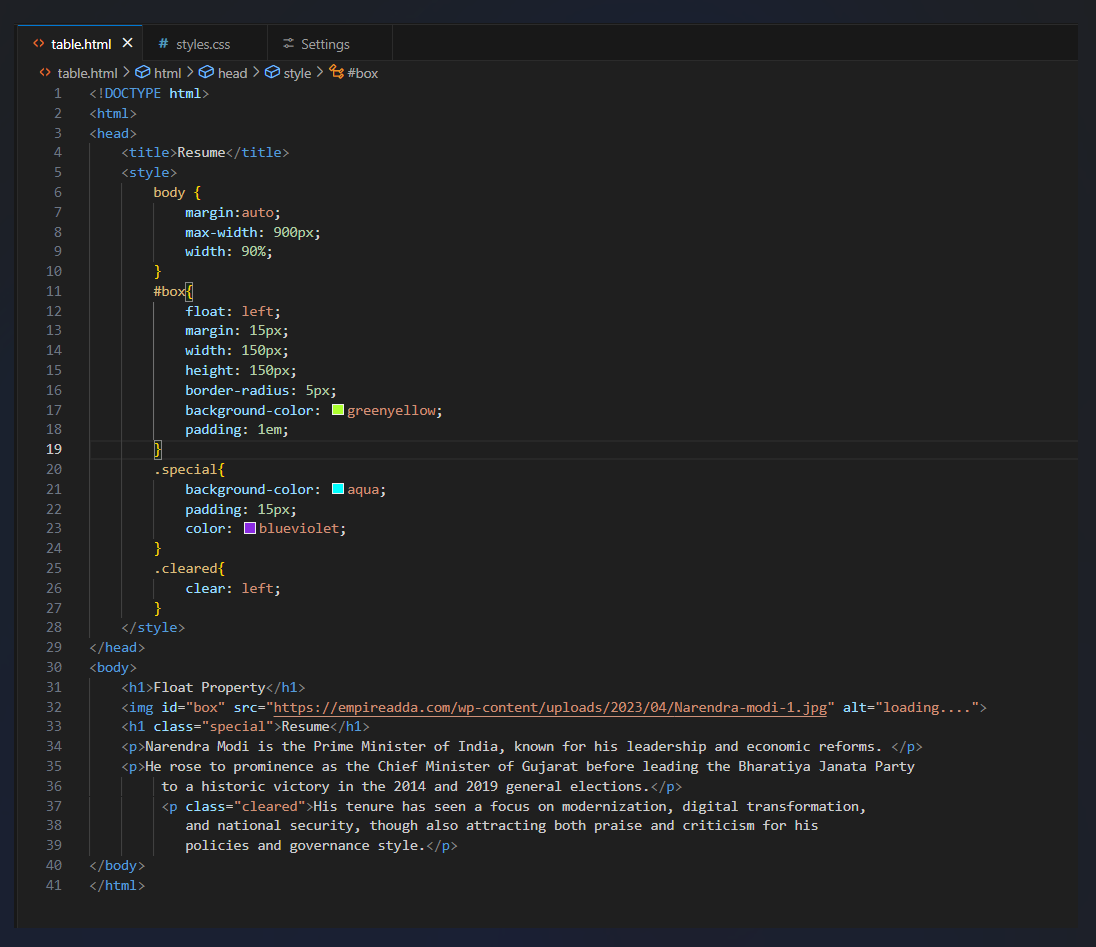 table.html
# styles.css
Settings
table.html > html > head > style > #box
1 <!DOCTYPE html>
2 <html>
3 <head>
4 <title>Resume</title>
5 <style>
6 body {
7 margin:auto;
8 max-width: 900px;
9 width: 90%;
10 }
11 #box{
12 float: left;
13 margin: 15px;
14 width: 150px;
15 height: 150px;
16 border-radius: 5px;
17 background-color: greenyellow;
18 padding: 1em;
19 }
20 .special{
21 background-color: aqua;
22 padding: 15px;
23 color: blueviolet;
24 }
25 .cleared{
26 clear: left;
27 }
28 </style>
29 </head>
30 <body>
31 <h1>Float Property</h1>
32 <img id="box" src="https://empireadda.com/wp-content/uploads/2023/04/Narendra-modi-1.jpg" alt="loading....">
33 <h1 class="special">Resume</h1>
34 <p>Narendra Modi is the Prime Minister of India, known for his leadership and economic reforms. </p>
35 <p>He rose to prominence as the Chief Minister of Gujarat before leading the Bharatiya Janata Party
36 to a historic victory in the 2014 and 2019 general elections.</p>
37 <p class="cleared">His tenure has seen a focus on modernization, digital transformation,
38 and national security, though also attracting both praise and criticism for his
39 policies and governance style.</p>
40 </body>
41 </html>